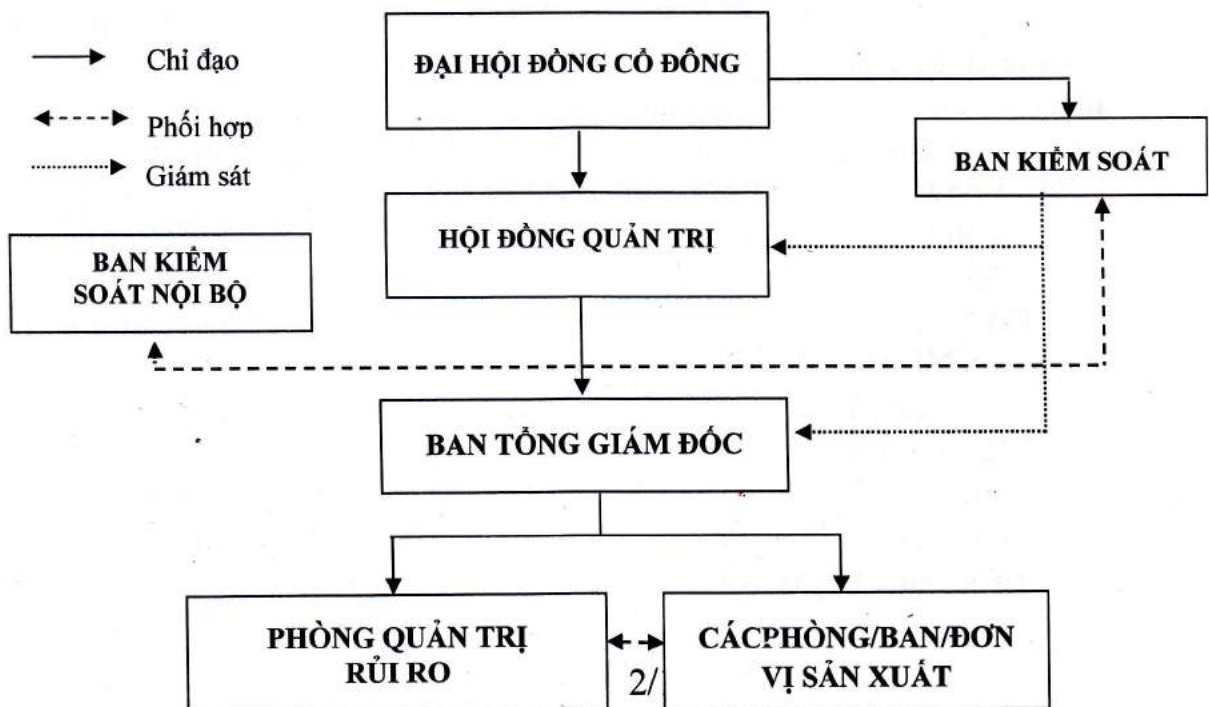 Chỉ đạo
Phối hợp
Giám sát
ĐẠI HỘI ĐỒNG CỔ ĐÔNG
BAN KIỂM SOÁT
HỘI ĐỒNG QUẢN TRỊ
BAN KIỂM
SOÁT NỘI BỘ
BAN TỔNG GIÁM ĐỐC
PHÒNG QUẢN TRỊ
RỦI RO
2/
CÁC PHÒNG/BAN/ĐƠN
VỊ SẢN XUẤT